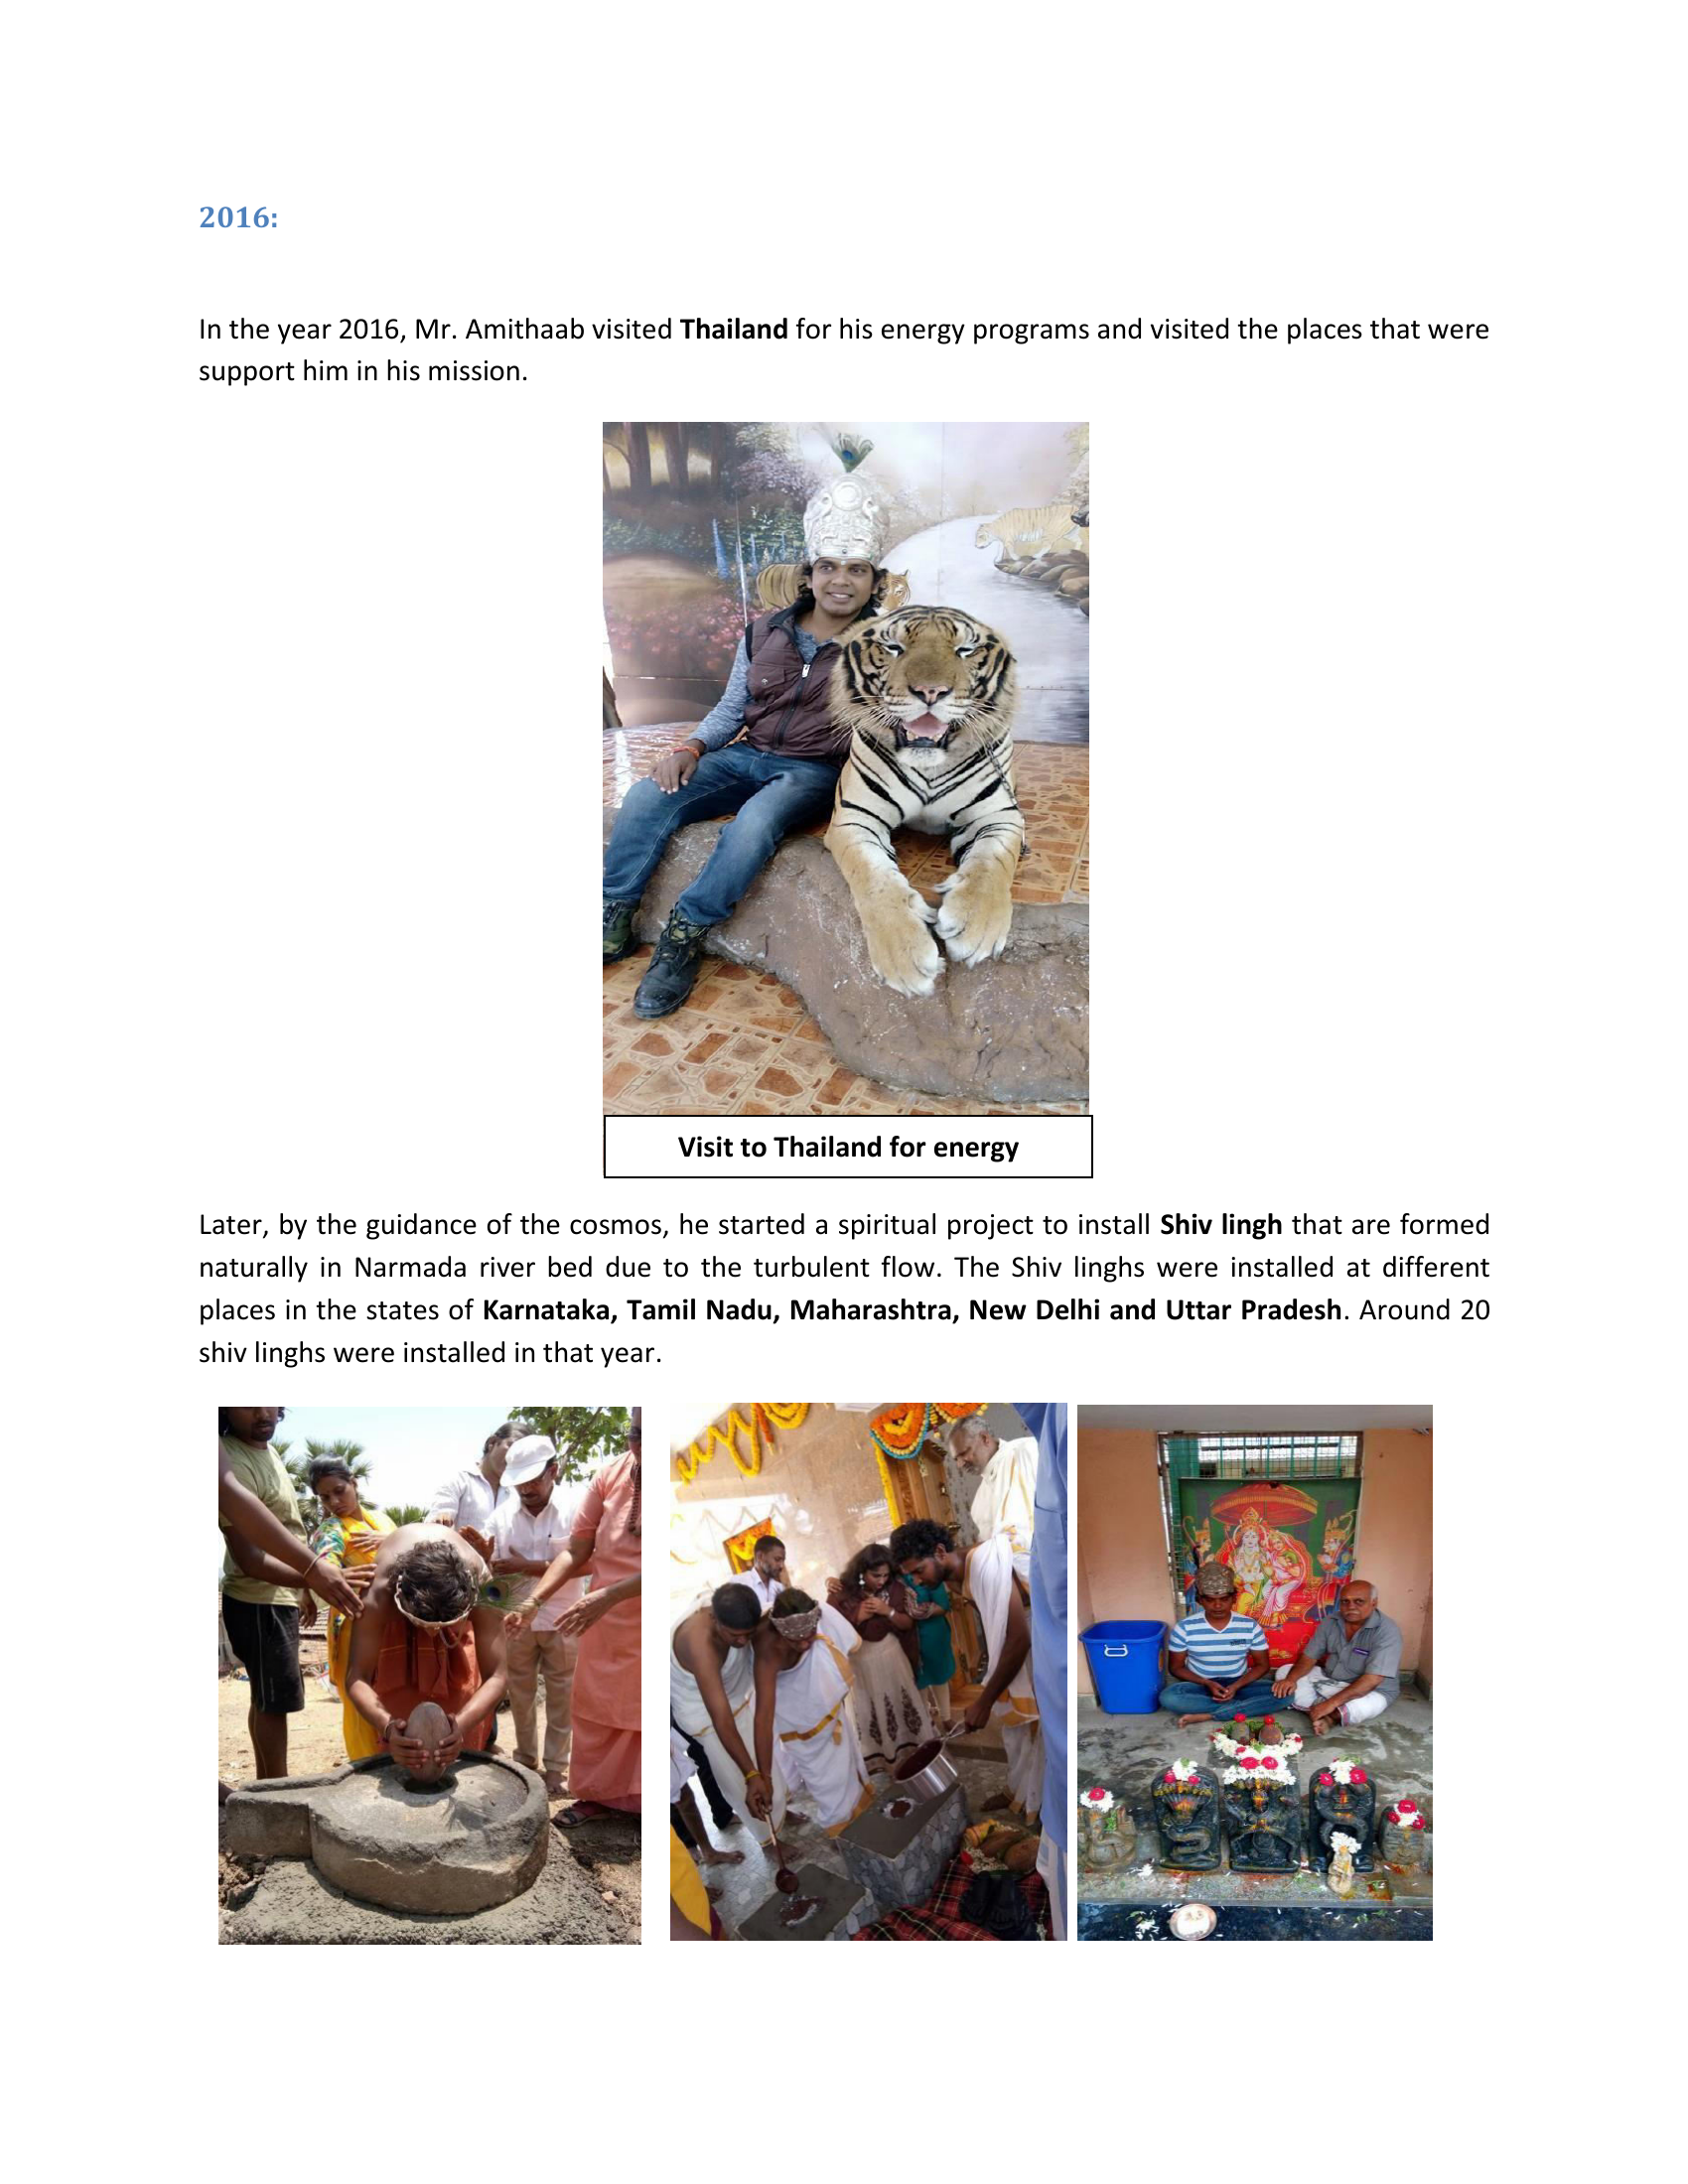 2016:
In the year 2016, Mr. Amithaab visited Thailand for his energy programs and visited the places that were
support him in his mission.
Visit to Thailand for energy
Later, by the guidance of the cosmos, he started a spiritual project to install Shiv lingh that are formed
naturally in Narmada river bed due to the turbulent flow. The Shiv linghs were installed at different
places in the states of Karnataka, Tamil Nadu, Maharashtra, New Delhi and Uttar Pradesh. Around 20
shiv linghs were installed in that year.